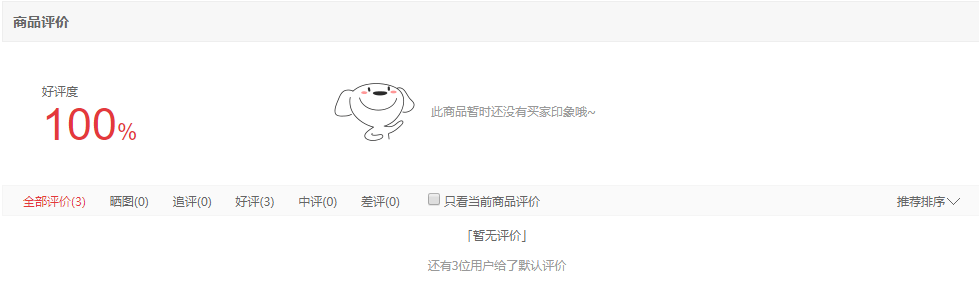 商品评价
好评度
100%
此商品暂时还没有买家印象哦~
全部评价(3) 晒图(0) 追评(0) 好评(3) 中评(0) 差评(0) 只看当前商品评价 推荐排序
「暂无评价」
还有3位用户给了默认评价